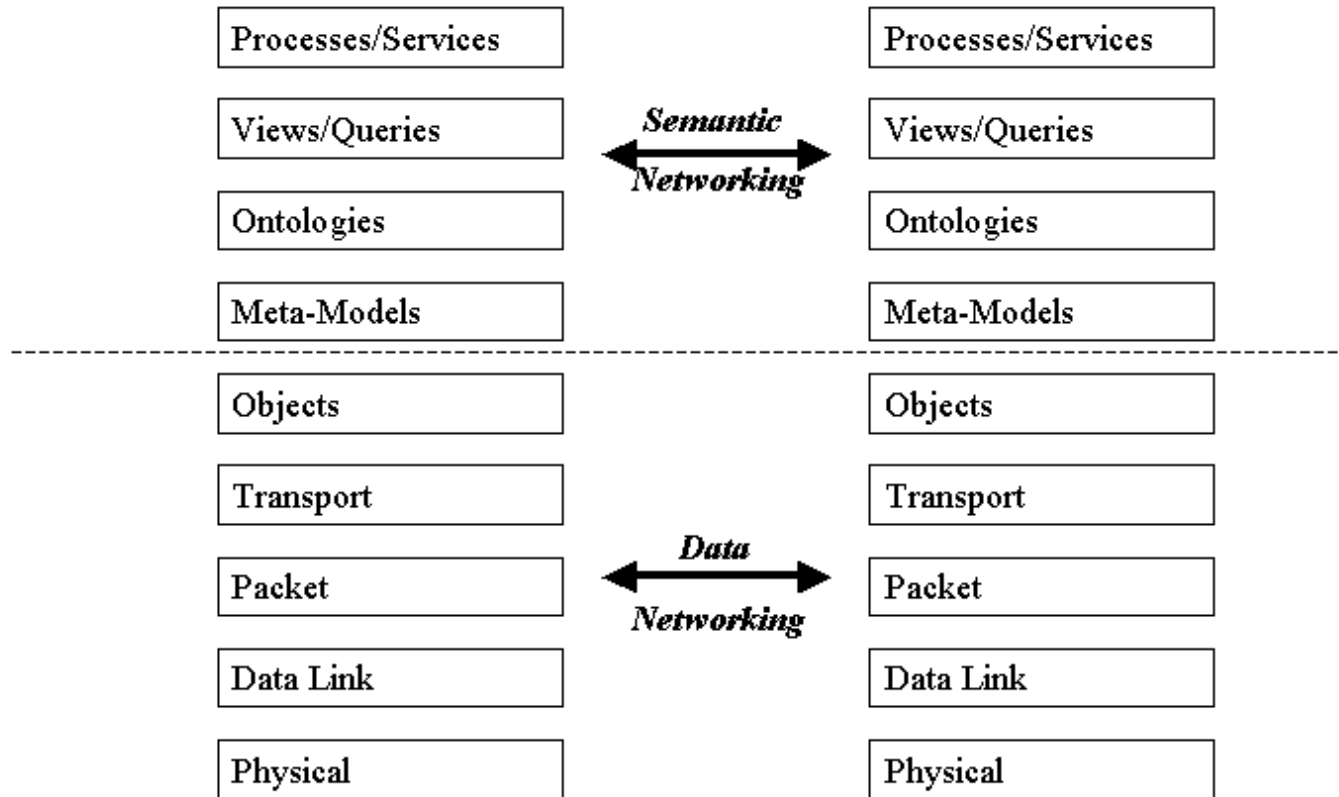 Processes/Services
Processes/Services
Views/Queries
Semantic
Networking
Views/Queries
Ontologies
Ontologies
Meta-Models
Meta-Models
Objects
Objects
Transport
Transport
Packet
Data
Networking
Packet
Data Link
Data Link
Physical
Physical